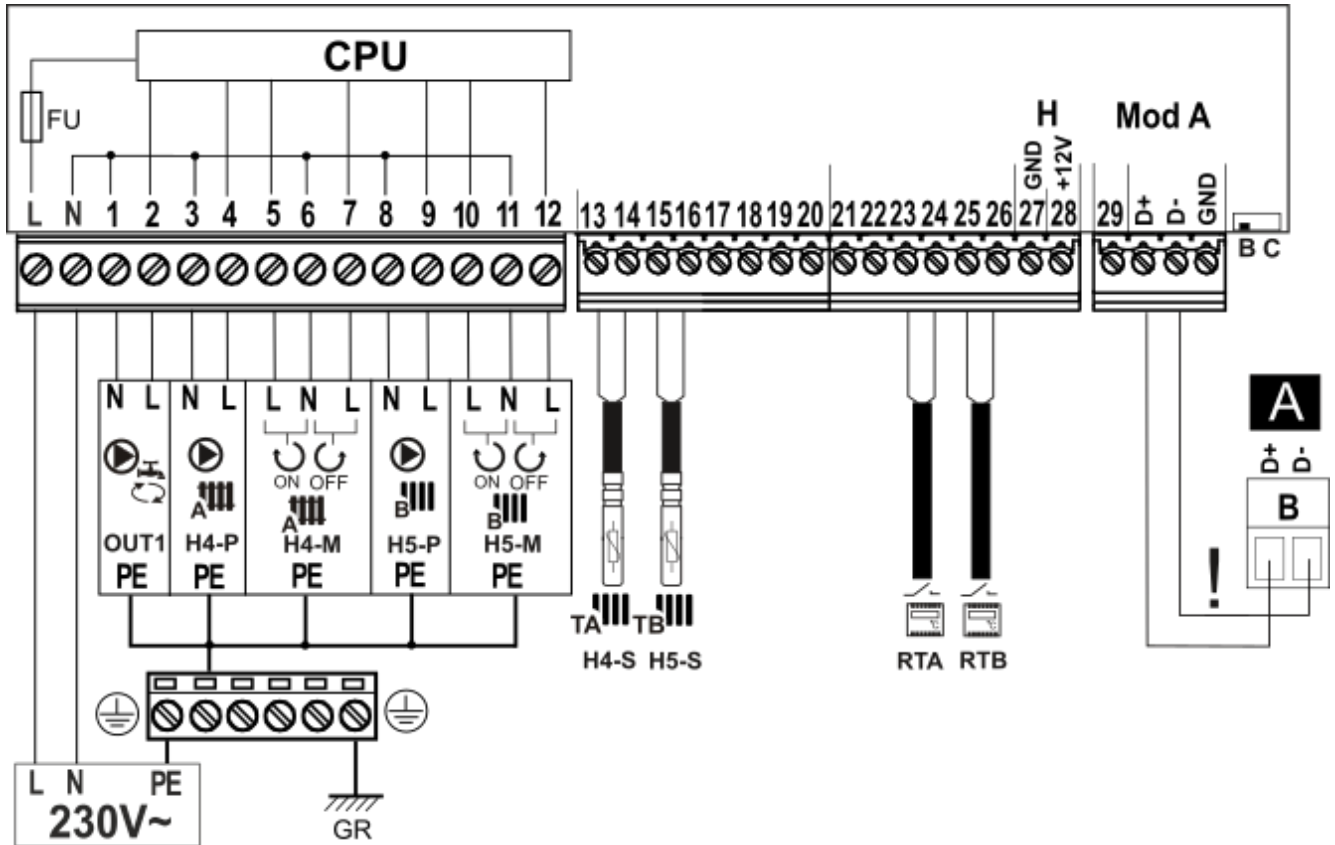 CPU
FU
H
Mod A
GND
+12V
D+
D-
GND
L N 1 2 3 4 5 6 7 8 9 10 11 12
13 14 15 16 17 18 19 20
21 22 23 24 25 26 27 28
29
B C
N L N L L N L N L L N L
ON OFF
ON OFF
A
A
B
B
OUT1 H4-P H4-M H5-P H5-M
PE PE PE PE PE
TA TB
H4-S H5-S
°C °C
RTA RTB
A
D+ D-
B
!
L N PE
230V~
GR